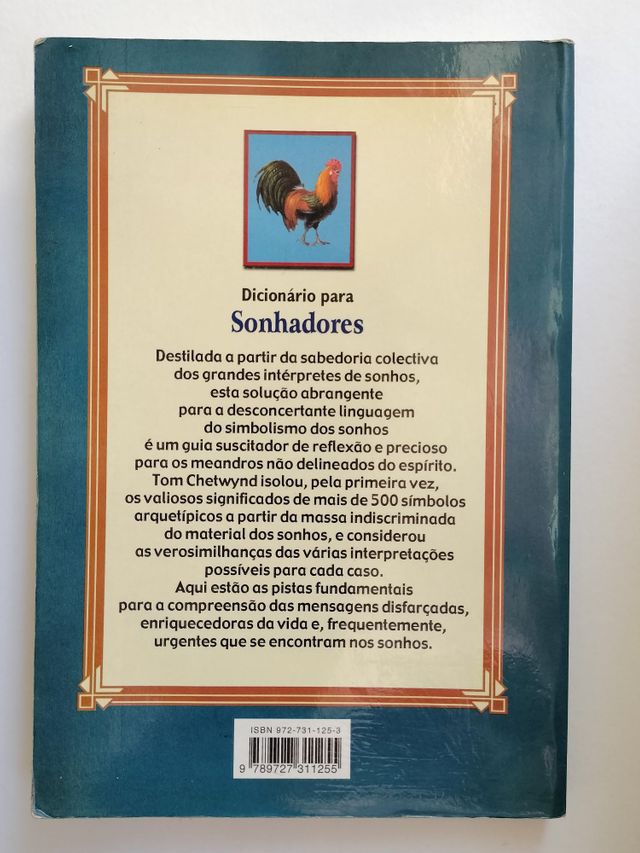 Dicionário para
Sonhadores
Destilada a partir da sabedoria colectiva
dos grandes intérpretes de sonhos,
esta solução abrangente
para a desconcertante linguagem
do simbolismo dos sonhos
é um guia suscitador de reflexão e precioso
para os meandros não delineados do espírito.
Tom Chetwynd isolou, pela primeira vez,
os valiosos significados de mais de 500 símbolos
arquetípicos a partir da massa indiscriminada
do material dos sonhos, e considerou
as verosimilhanças das várias interpretações
possíveis para cada caso.
Aqui estão as pistas fundamentais
para a compreensão das mensagens disfarçadas,
enriquecedoras da vida e, frequentemente,
urgentes que se encontram nos sonhos.
ISBN 972-731-125-3
9 789727 311255